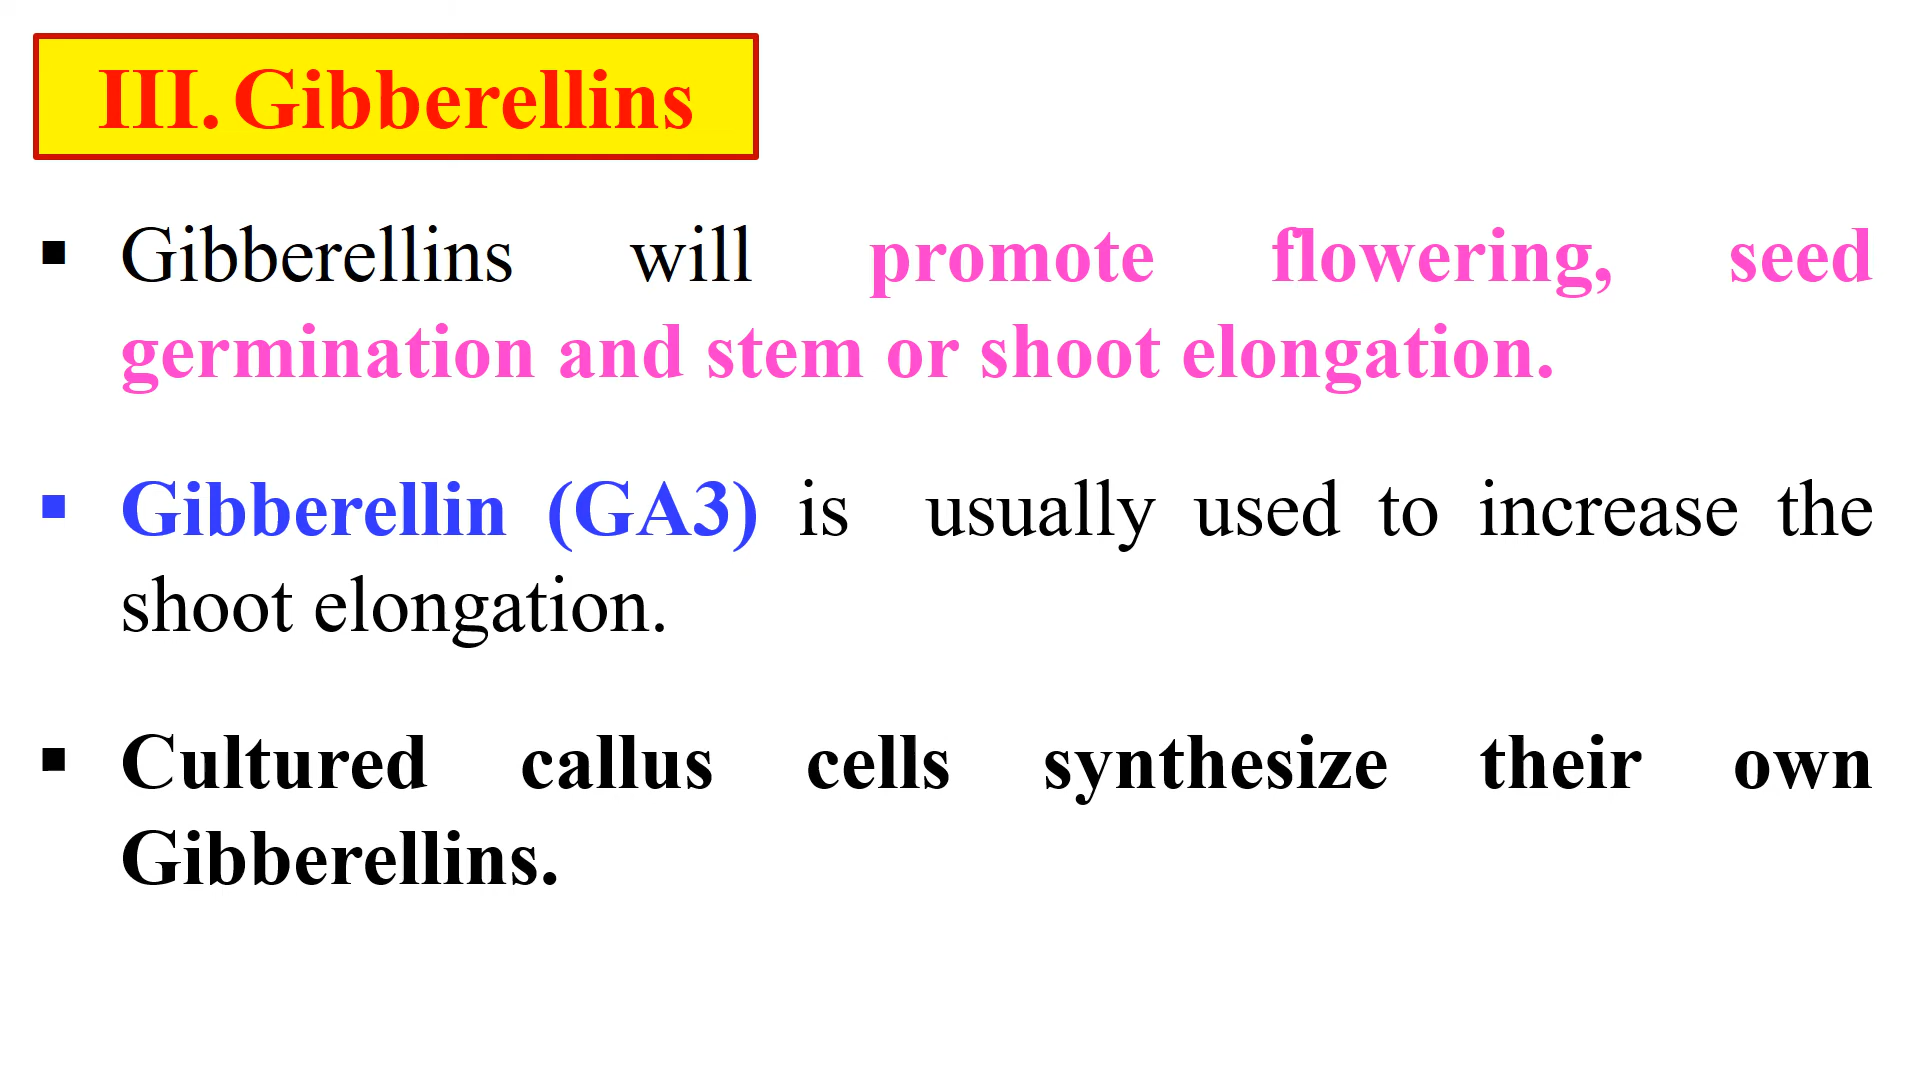 III. Gibberellins
▪ Gibberellins will promote flowering, seed
germination and stem or shoot elongation.
▪ Gibberellin (GA3) is usually used to increase the
shoot elongation.
▪ Cultured callus cells synthesize their own
Gibberellins.